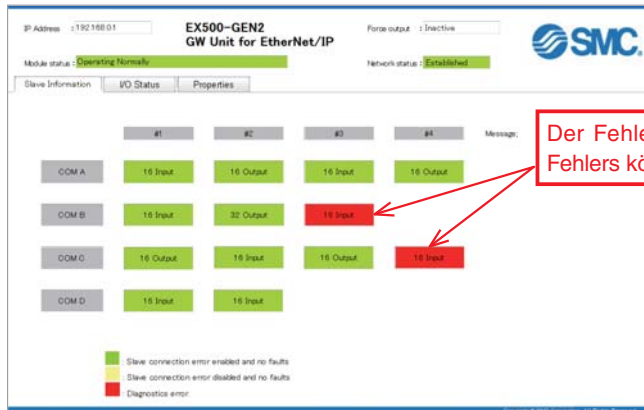 IP Address : 192.168.0.1 EX500-GEN2 Force output : Inactive
GW Unit for EtherNet/IP
SMC.
Module status : Operating Normally Network status : Established
Slave Information I/O Status Properties
#1 #2 #3 #4 Message;
Der Fehle
Fehlers kö
COM A 16 Input 16 Output 16 Input 16 Output
COM B 16 Input 32 Output 16 Input
COM C 16 Output 16 Input 16 Output 16 Input
COM D 16 Input 16 Input
: Slave connection error enabled and no faults
: Slave connection error disabled and no faults
: Diagnostics error